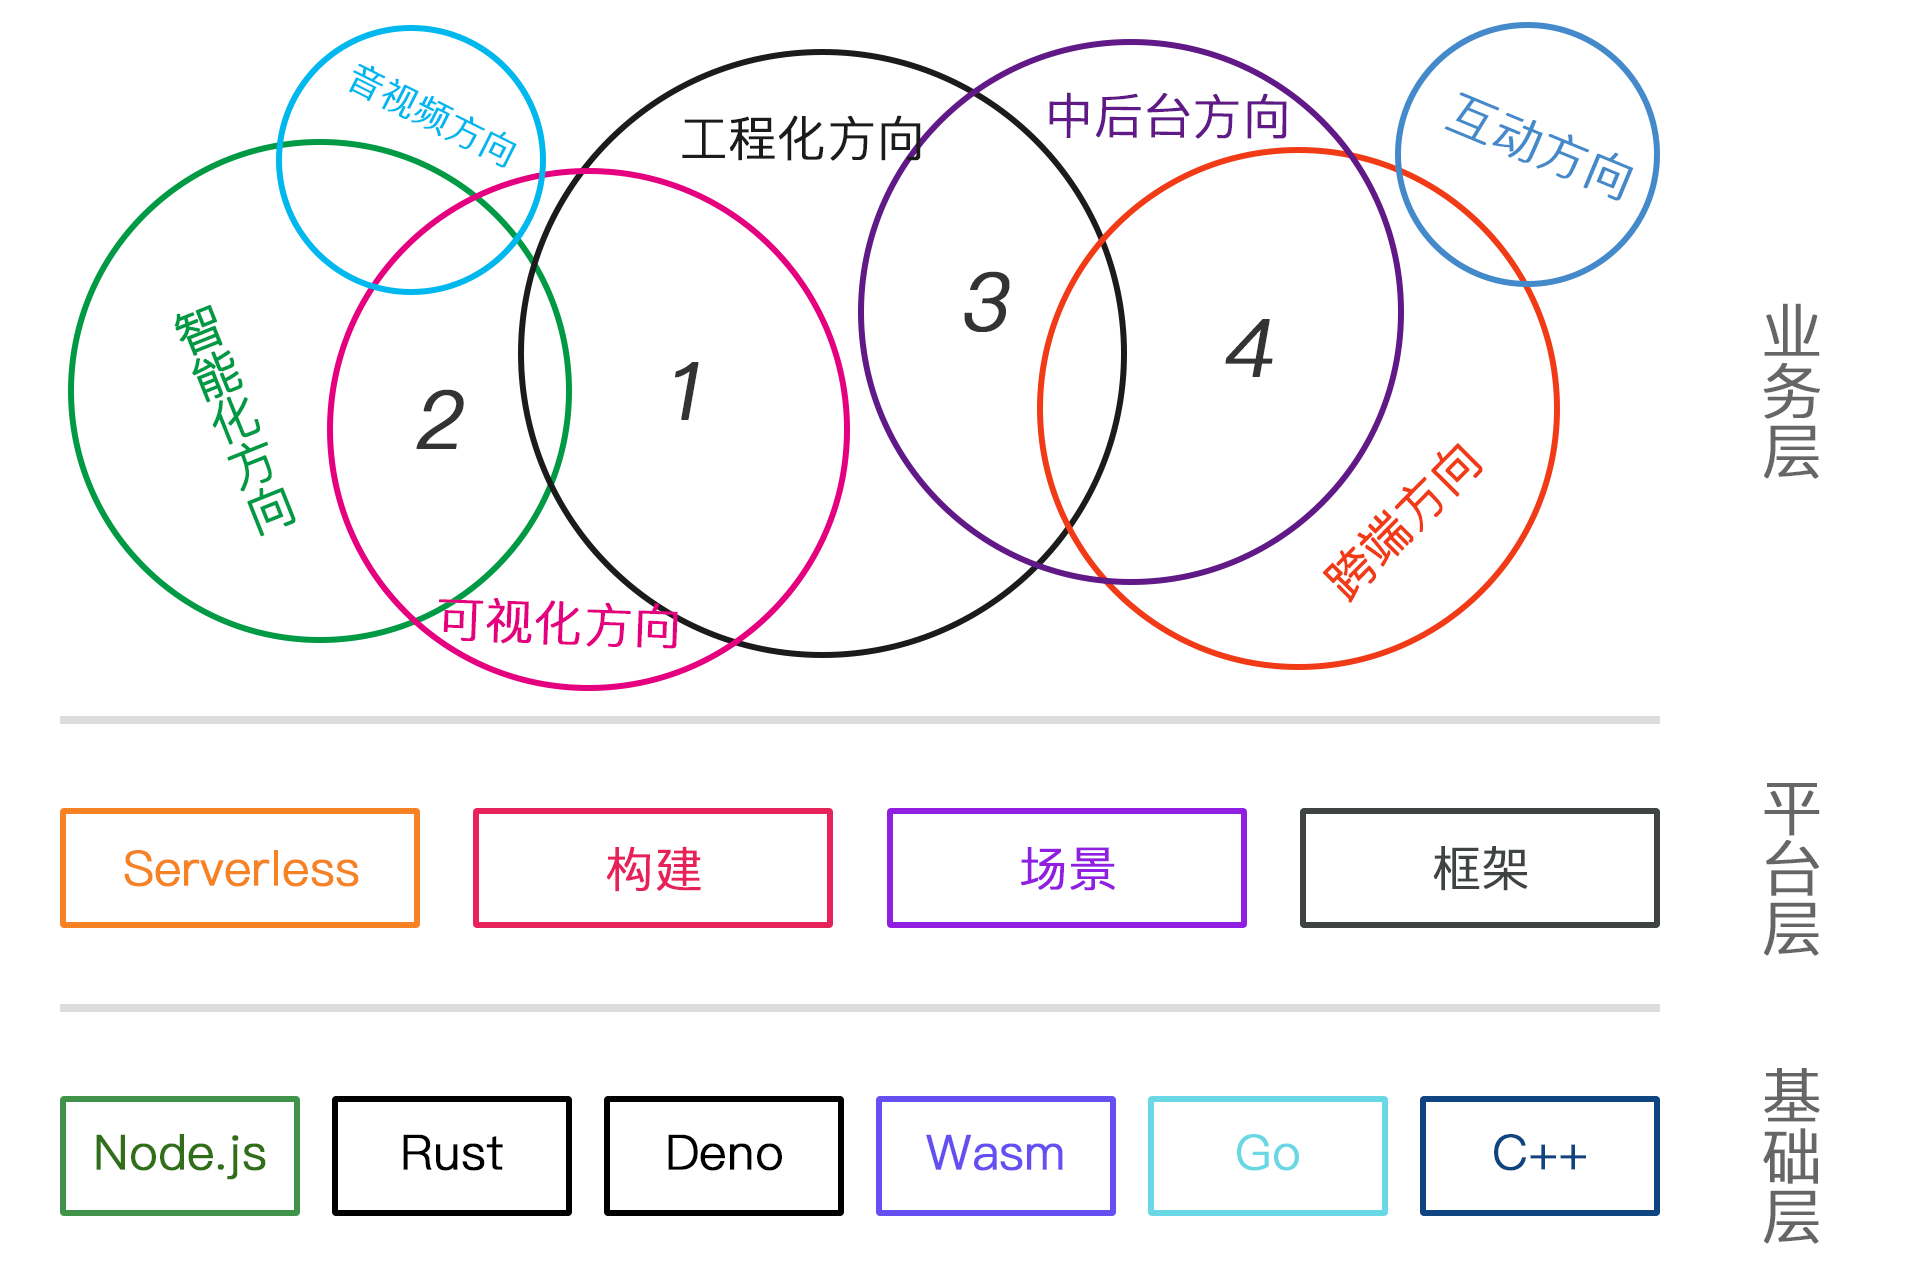 音视频方向
工程化方向
中后台方向
互动方向
智能化方向
2
1
3
4
可视化方向
跨端方向
业务层
Serverless
构建
场景
框架
平台层
Node.js
Rust
Deno
Wasm
Go
C++
基础层